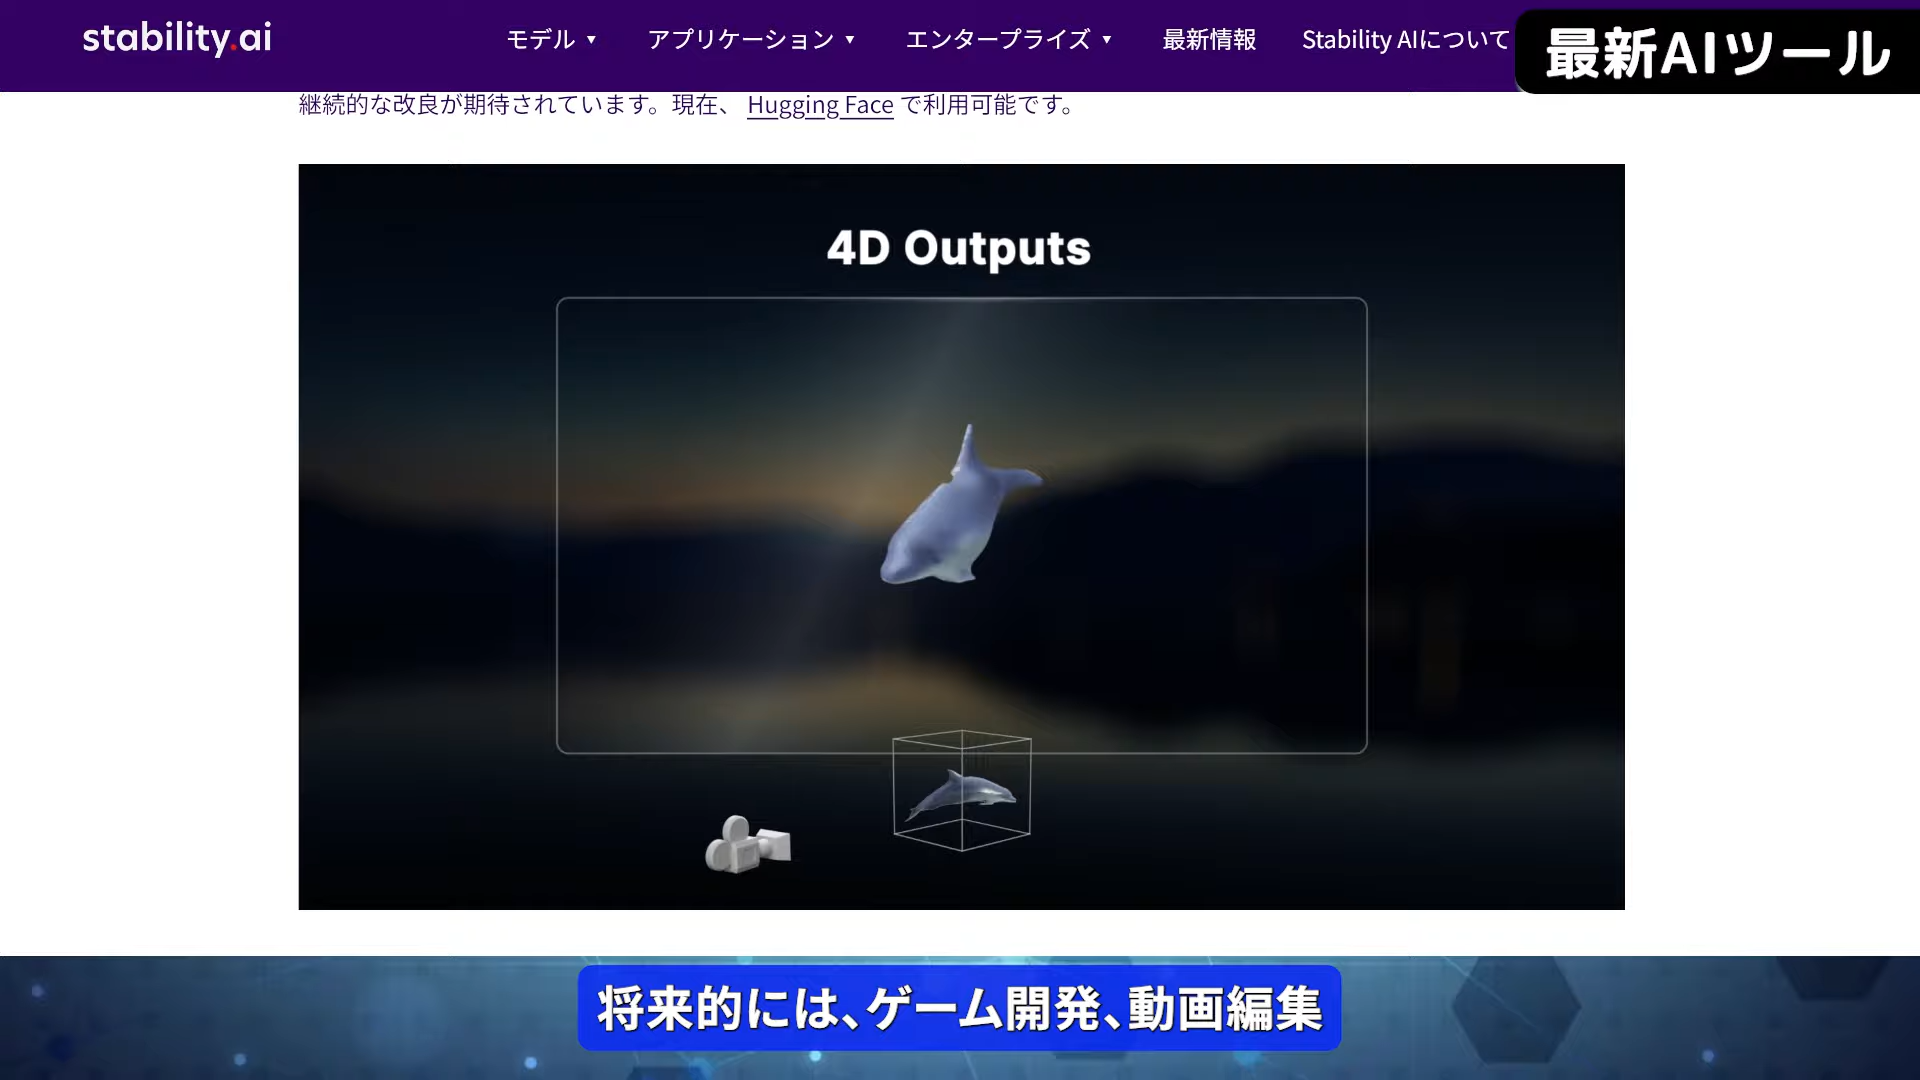 stability.ai
モデル ▼ アプリケーション ▼ エンタープライズ ▼ 最新情報 Stability AIについて
最新AIツール
継続的な改良が期待されています。現在、 Hugging Face で利用可能です。
4D Outputs
将来的には、ゲーム開発、動画編集